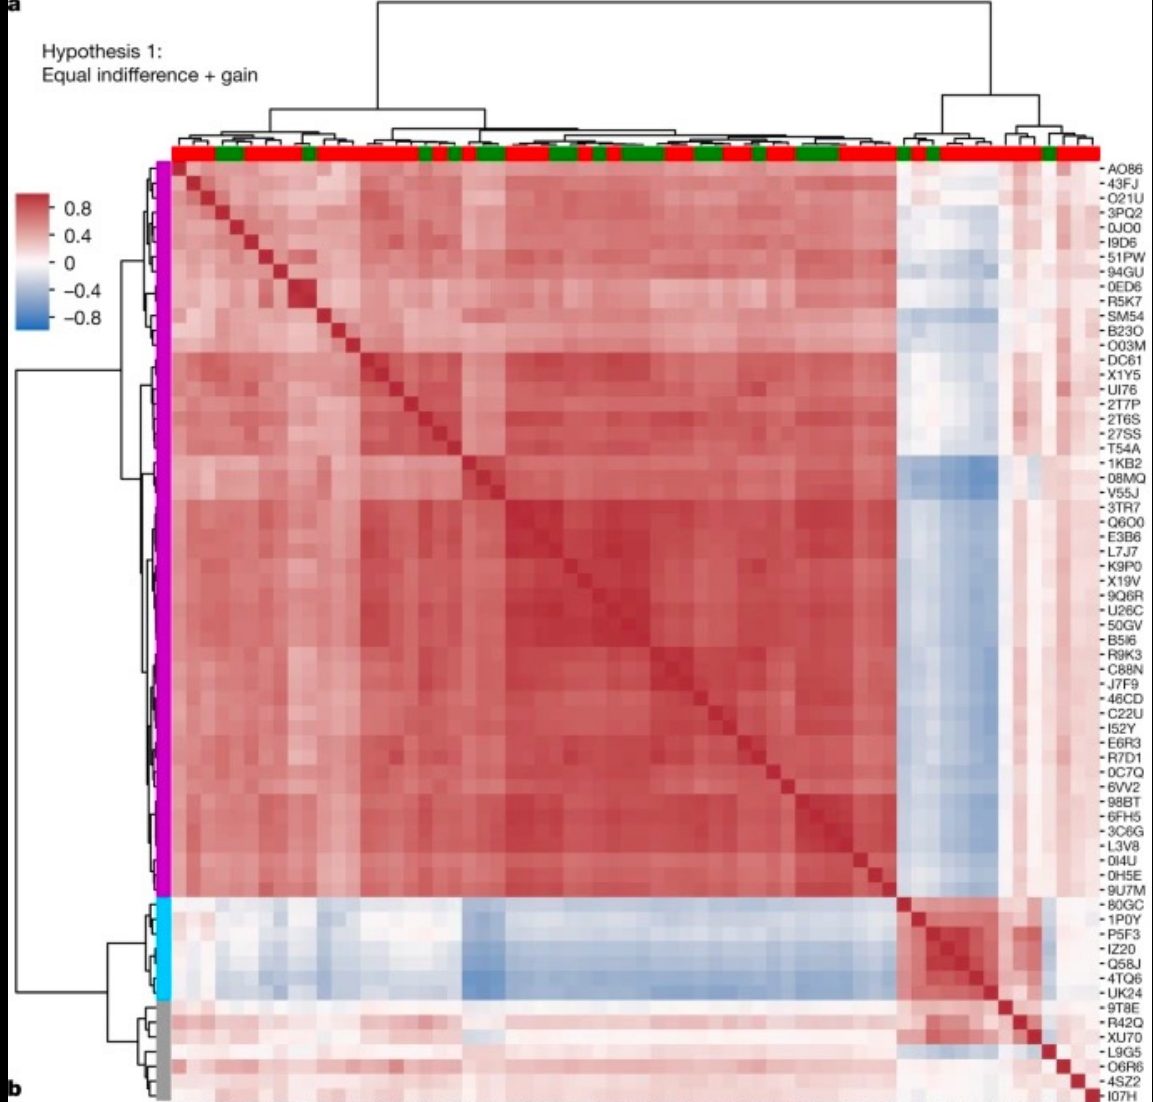 a
Hypothesis 1:
Equal indifference + gain
0.8
0.4
0
−0.4
−0.8
AO86
43FJ
O21U
3PQ2
0JO0
I9D6
51PW
94GU
0ED6
R5K7
SM54
B23O
O03M
DC61
X1Y5
UI76
2T7P
2T6S
27SS
T54A
1KB2
08MQ
V55J
3TR7
Q6O0
E3B6
L7J7
K9P0
X19V
9Q6R
U26C
50GV
B5I6
R9K3
C88N
J7F9
46CD
C22U
I52Y
E6R3
R7D1
0C7Q
6VV2
98BT
6FH5
3C6G
L3V8
0I4U
0H5E
9U7M
80GC
1P0Y
P5F3
IZ20
Q58J
4TQ6
UK24
9T8E
R42Q
XU70
L9G5
O6R6
4SZ2
I07H
b